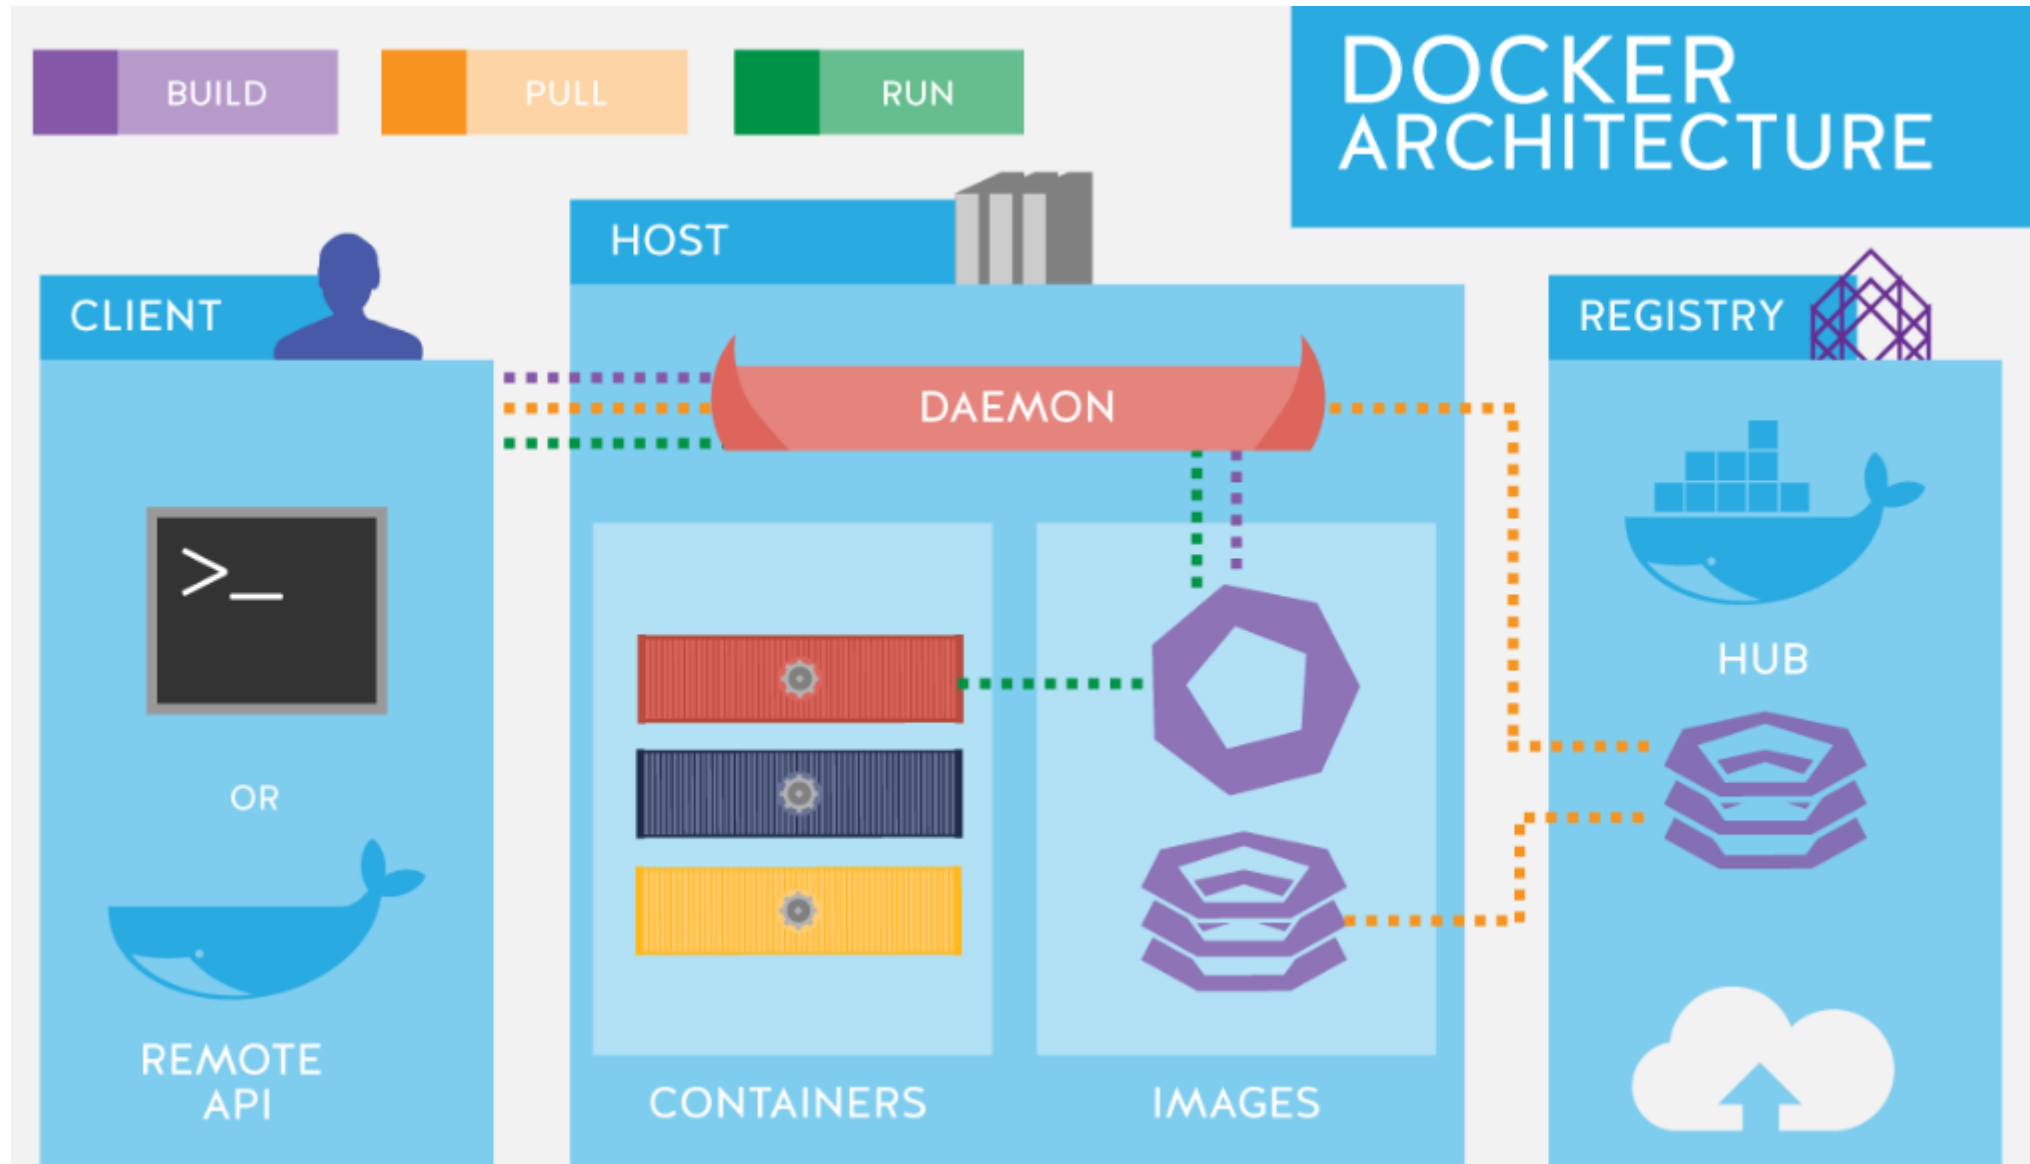 BUILD
PULL
RUN
DOCKER
ARCHITECTURE
CLIENT
>_
OR
REMOTE
API
HOST
DAEMON
CONTAINERS
IMAGES
REGISTRY
HUB